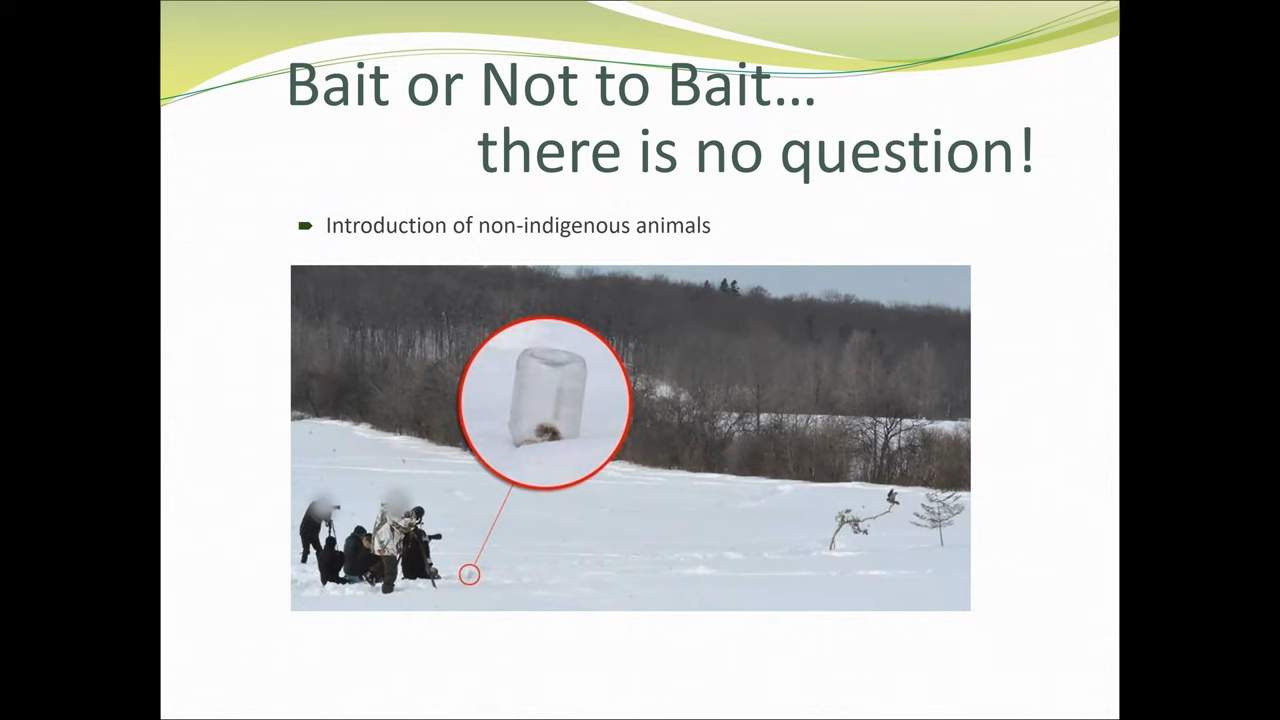 Bait or Not to Bait…
there is no question!
Introduction of non-indigenous animals